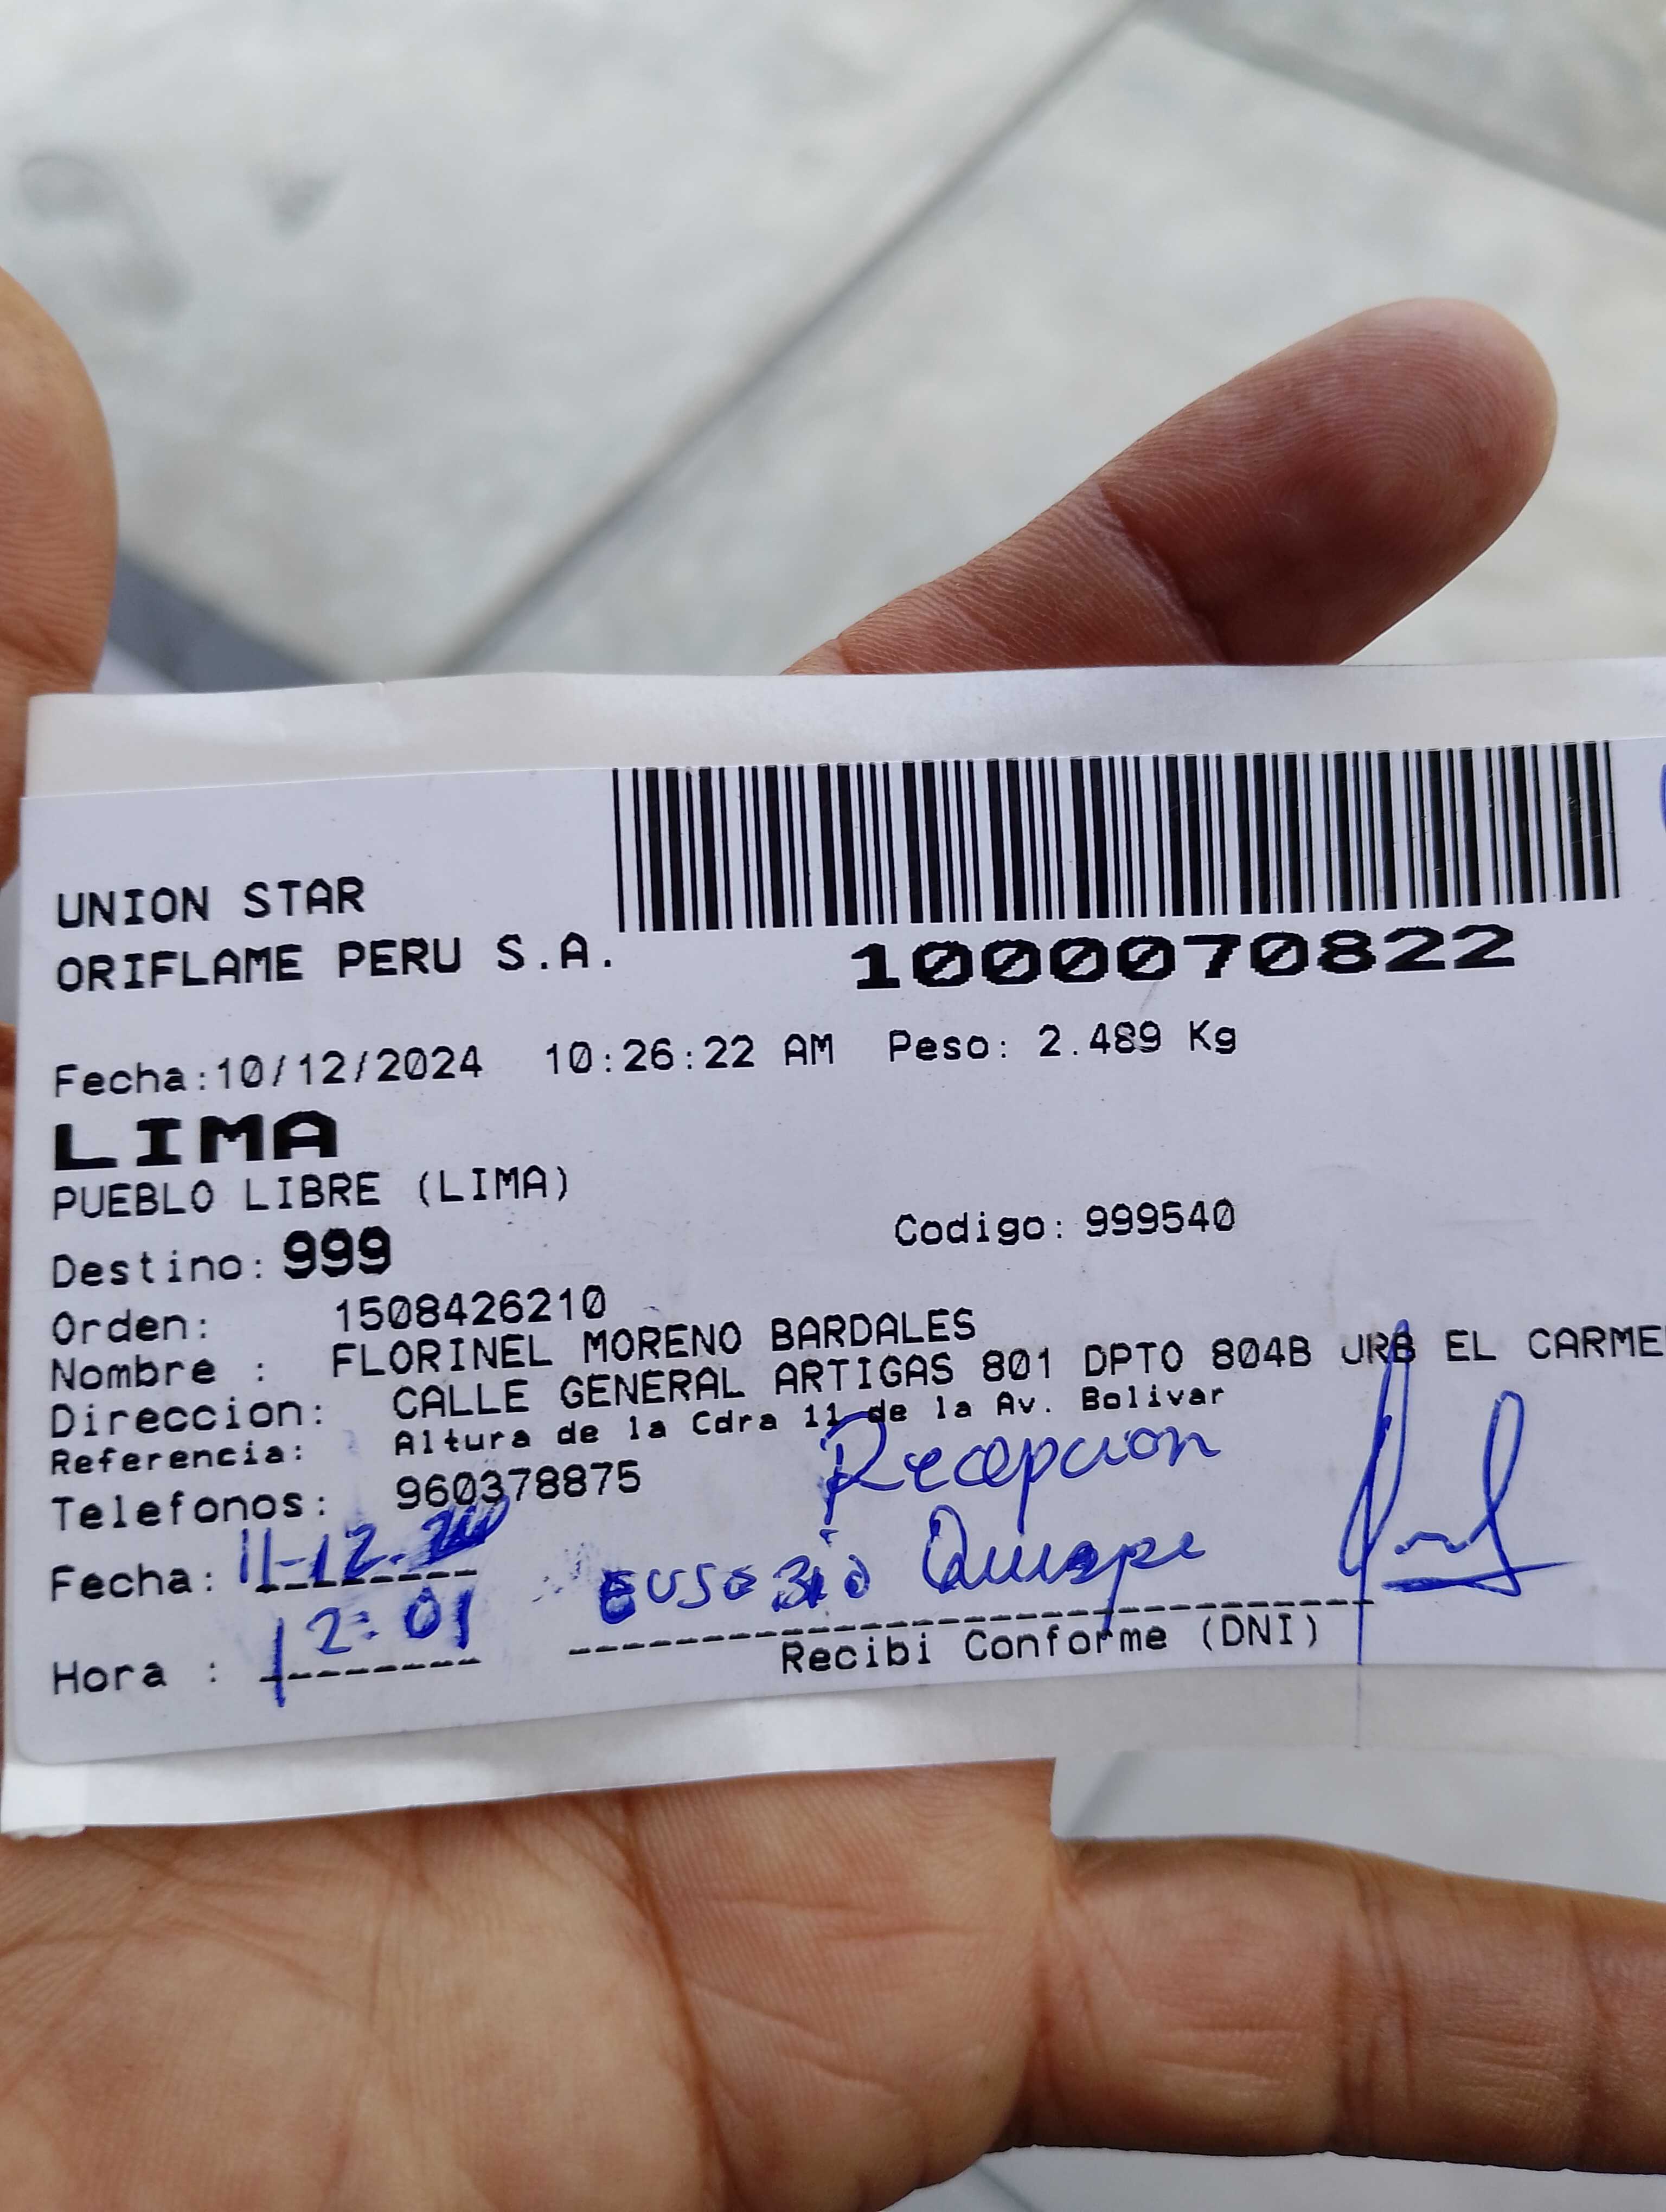 UNION STAR
ORIFLAME PERU S.A.
1000070822
Fecha:10/12/2024 10:26:22 AM Peso: 2.489 Kg
LIMA
PUEBLO LIBRE (LIMA)
Destino: 999 Codigo: 999540
Orden: 1508426210
Nombre : FLORINEL MORENO BARDALES
Direccion: CALLE GENERAL ARTIGAS 801 DPTO 804B URB EL CARME
Referencia: Altura de la Cdra 11 de la Av. Bolivar
Telefonos: 960378875
Recepcion
Fecha: 11-12- Eusebio Quispe
Hora : 12:01
Recibi Conforme (DNI)